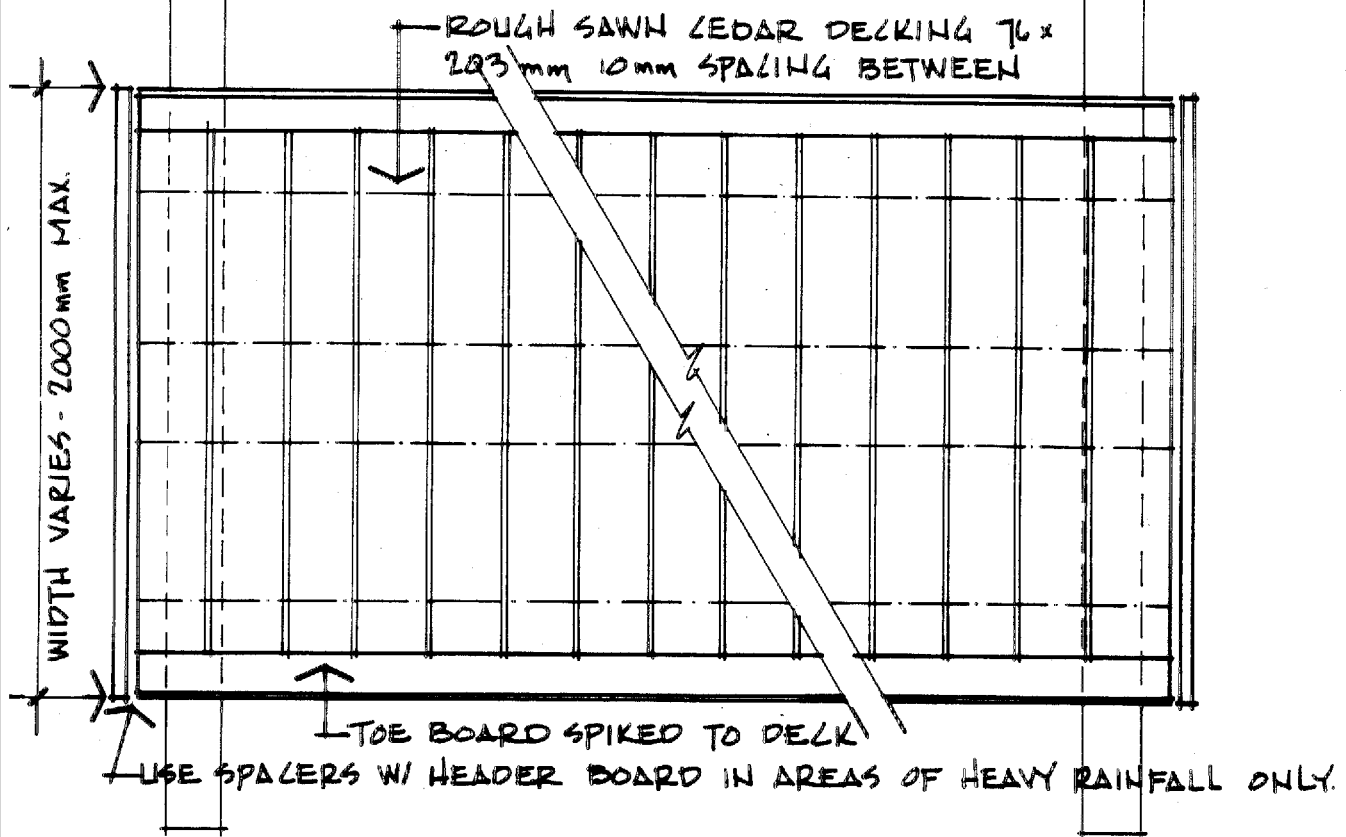 ROUGH SAWN CEDAR DECKING 76 x
203 mm 10mm SPACING BETWEEN
WIDTH VARIES - 2000mm MAX.
TOE BOARD SPIKED TO DECK
USE SPACERS W/ HEADER BOARD IN AREAS OF HEAVY RAINFALL ONLY.